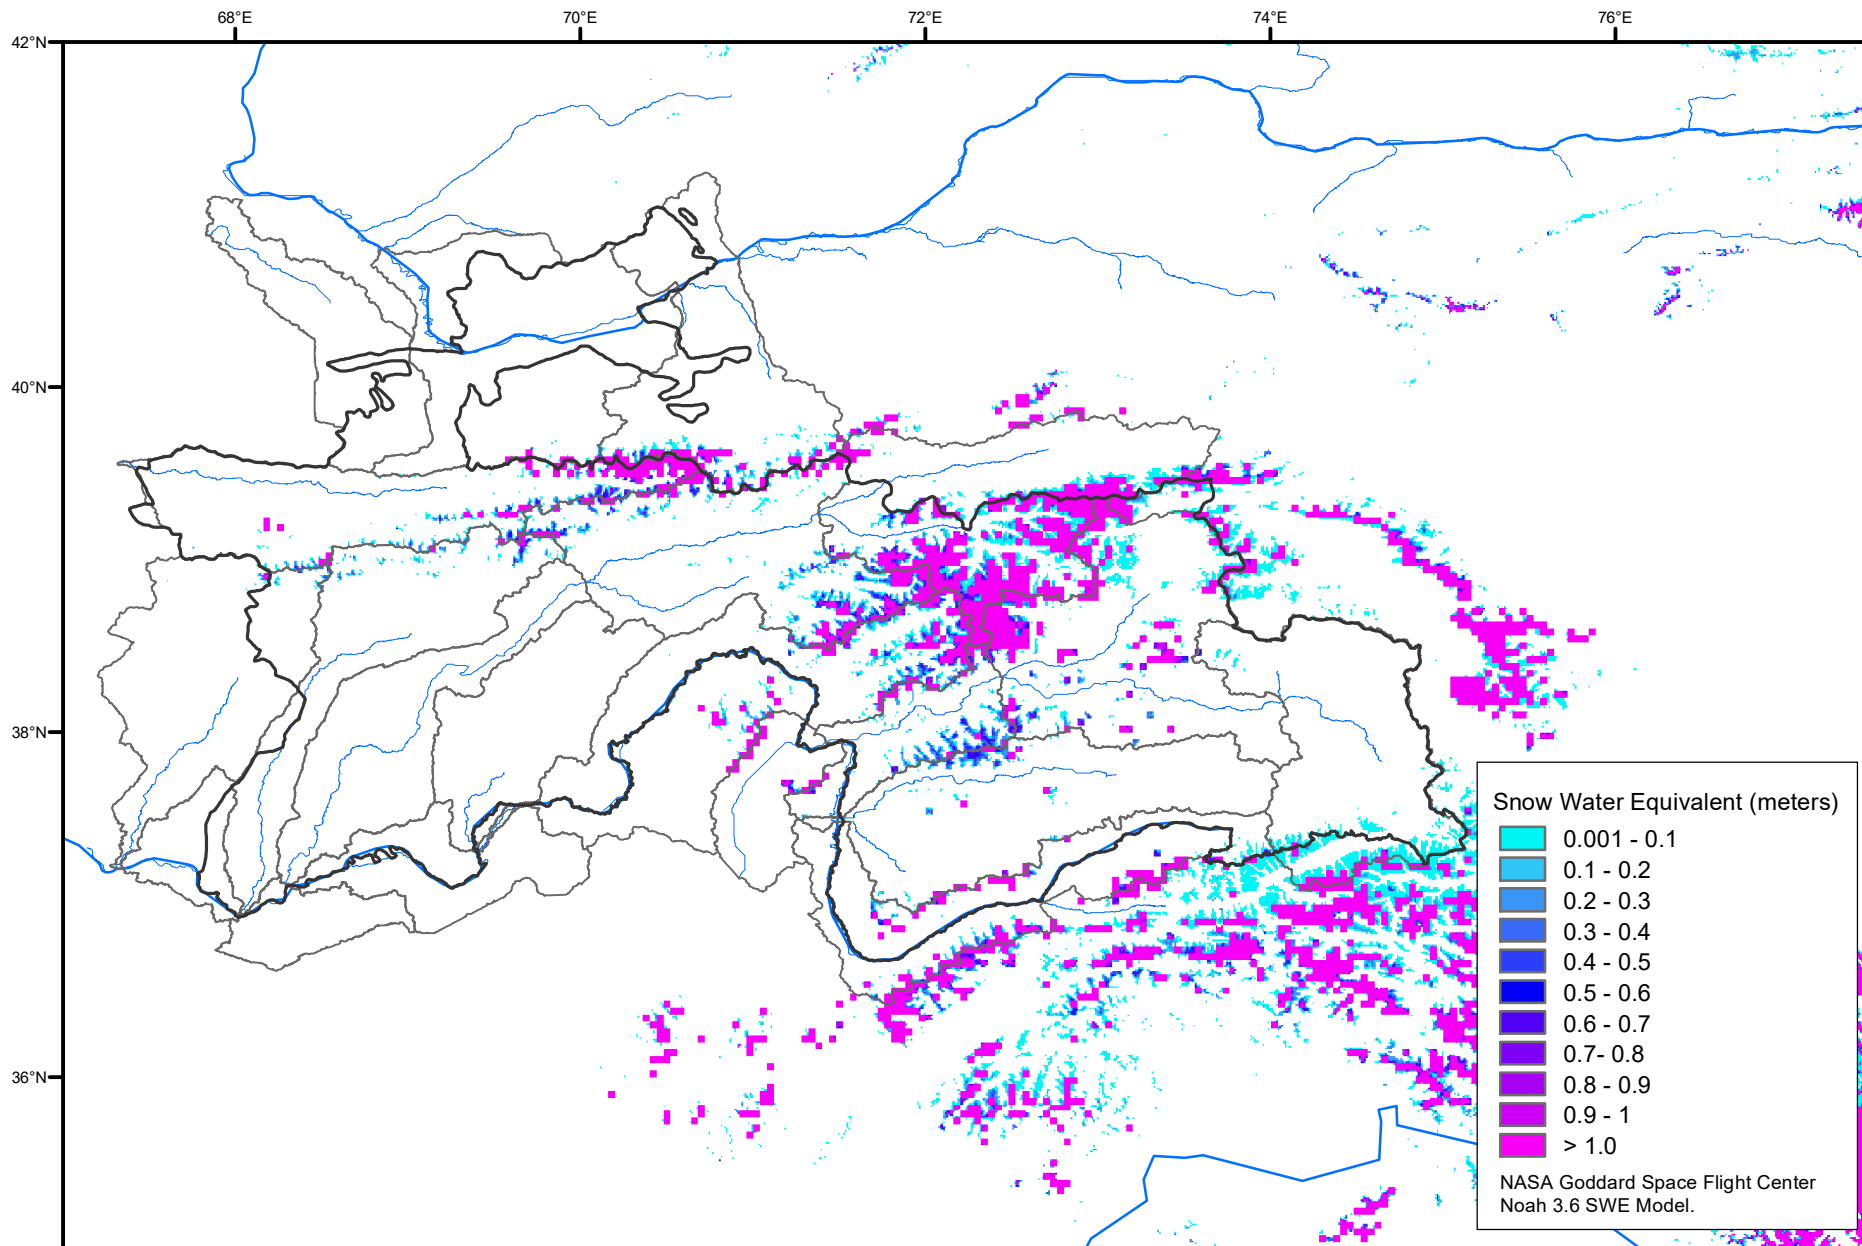 68°E 70°E 72°E 74°E 76°E
42°N
40°N
38°N
36°N
Snow Water Equivalent (meters)
0.001 - 0.1
0.1 - 0.2
0.2 - 0.3
0.3 - 0.4
0.4 - 0.5
0.5 - 0.6
0.6 - 0.7
0.7- 0.8
0.8 - 0.9
0.9 - 1
> 1.0
NASA Goddard Space Flight Center
Noah 3.6 SWE Model.